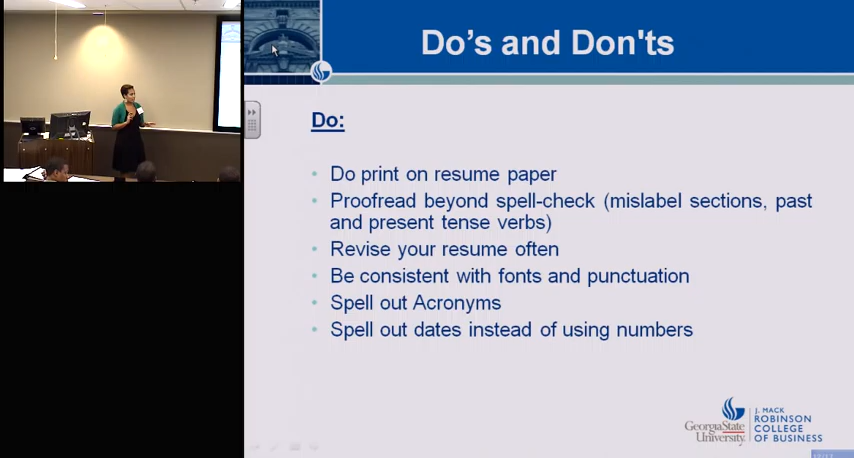 Do's and Don'ts
Do:
• Do print on resume paper
• Proofread beyond spell-check (mislabel sections, past
and present tense verbs)
• Revise your resume often
• Be consistent with fonts and punctuation
• Spell out Acronyms
• Spell out dates instead of using numbers
GeorgiaState
University
J. MACK
ROBINSON
COLLEGE
OF BUSINESS